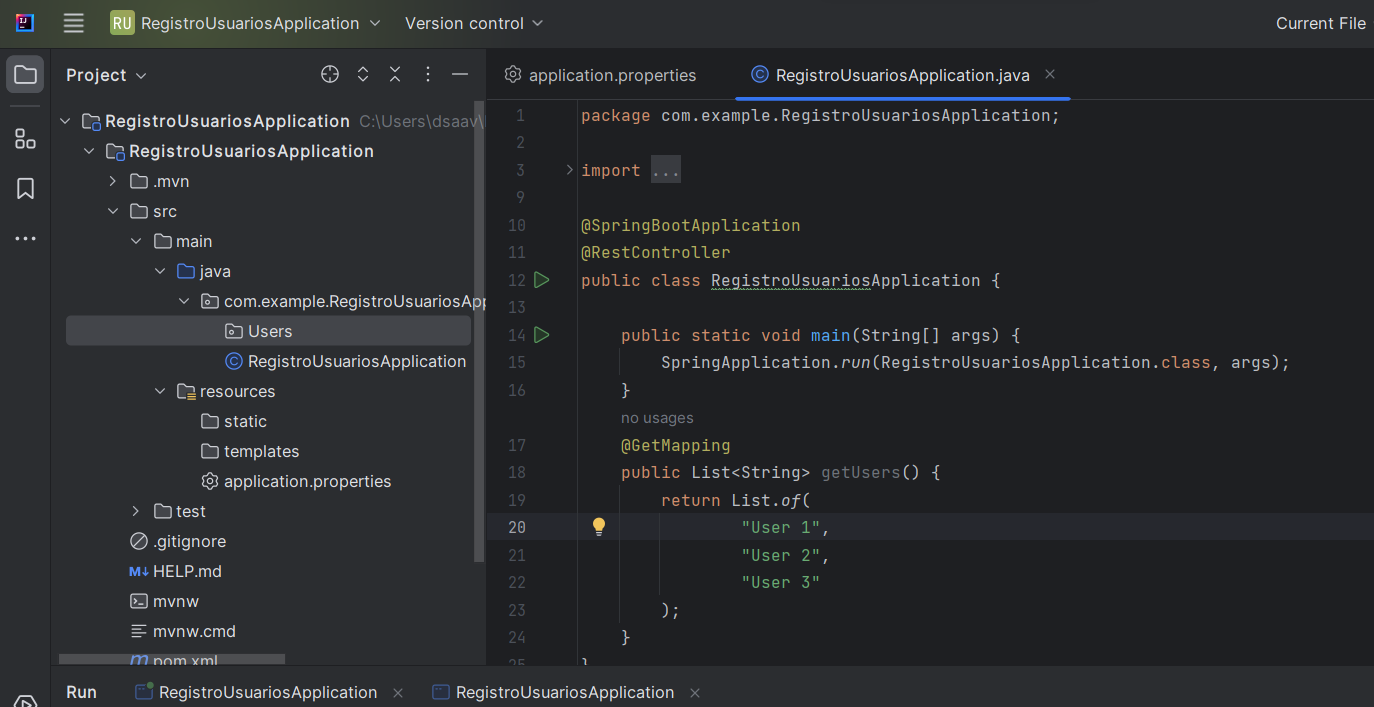 RU RegistroUsuariosApplication Version control Current File
Project
application.properties
RegistroUsuariosApplication.java
RegistroUsuariosApplication C:\Users\dsaav\
RegistroUsuariosApplication
.mvn
src
main
java
com.example.RegistroUsuariosApp
Users
RegistroUsuariosApplication
resources
static
templates
application.properties
test
.gitignore
M↓ HELP.md
mvnw
mvnw.cmd
m pom.xml
1 package com.example.RegistroUsuariosApplication;
2
3 import ...
9
10 @SpringBootApplication
11 @RestController
12 public class RegistroUsuariosApplication {
13
14 public static void main(String[] args) {
15 SpringApplication.run(RegistroUsuariosApplication.class, args);
16 }
no usages
17 @GetMapping
18 public List<String> getUsers() {
19 return List.of(
20 "User 1",
21 "User 2",
22 "User 3"
23 );
24 }
25 }
Run RegistroUsuariosApplication RegistroUsuariosApplication